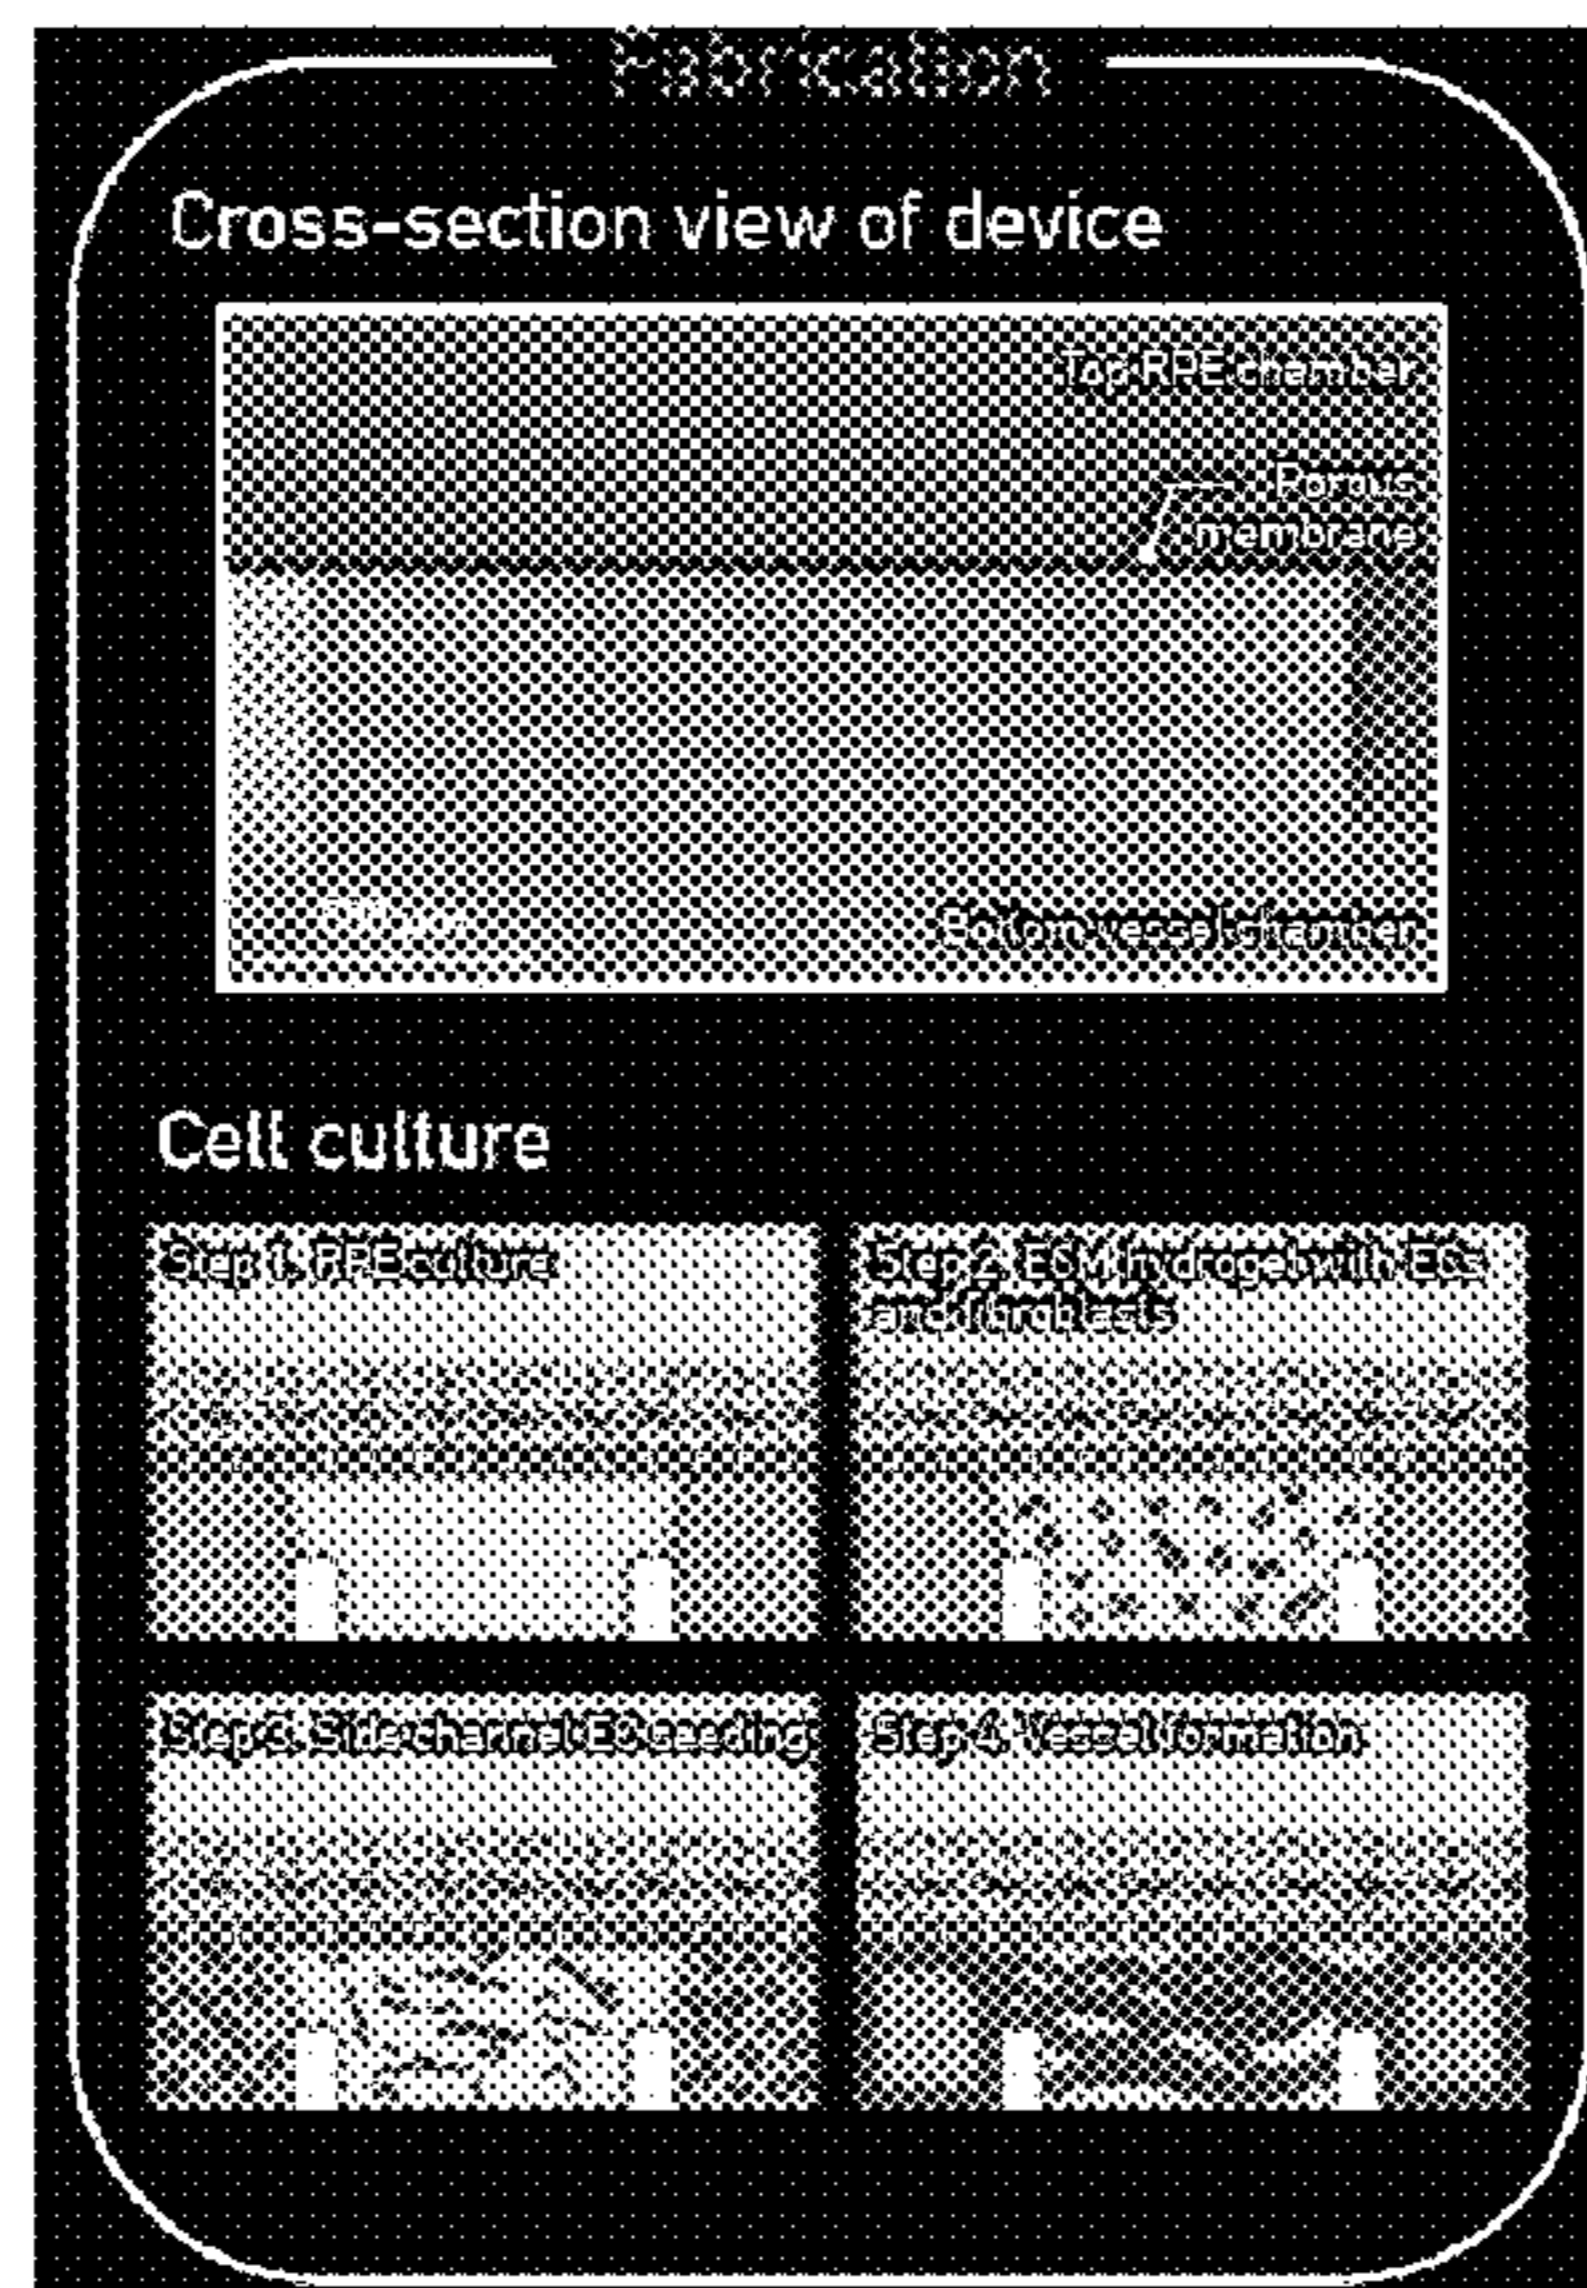 Fabrication
Cross-section view of device
Top RPE chamber
Porous
membrane
Bottom vessel chamber
Cell culture
Step 1. RPE culture
Step 2. ECM hydrogel with ECs
and fibroblasts
Step 3. Side channel EC seeding
Step 4. Vessel formation